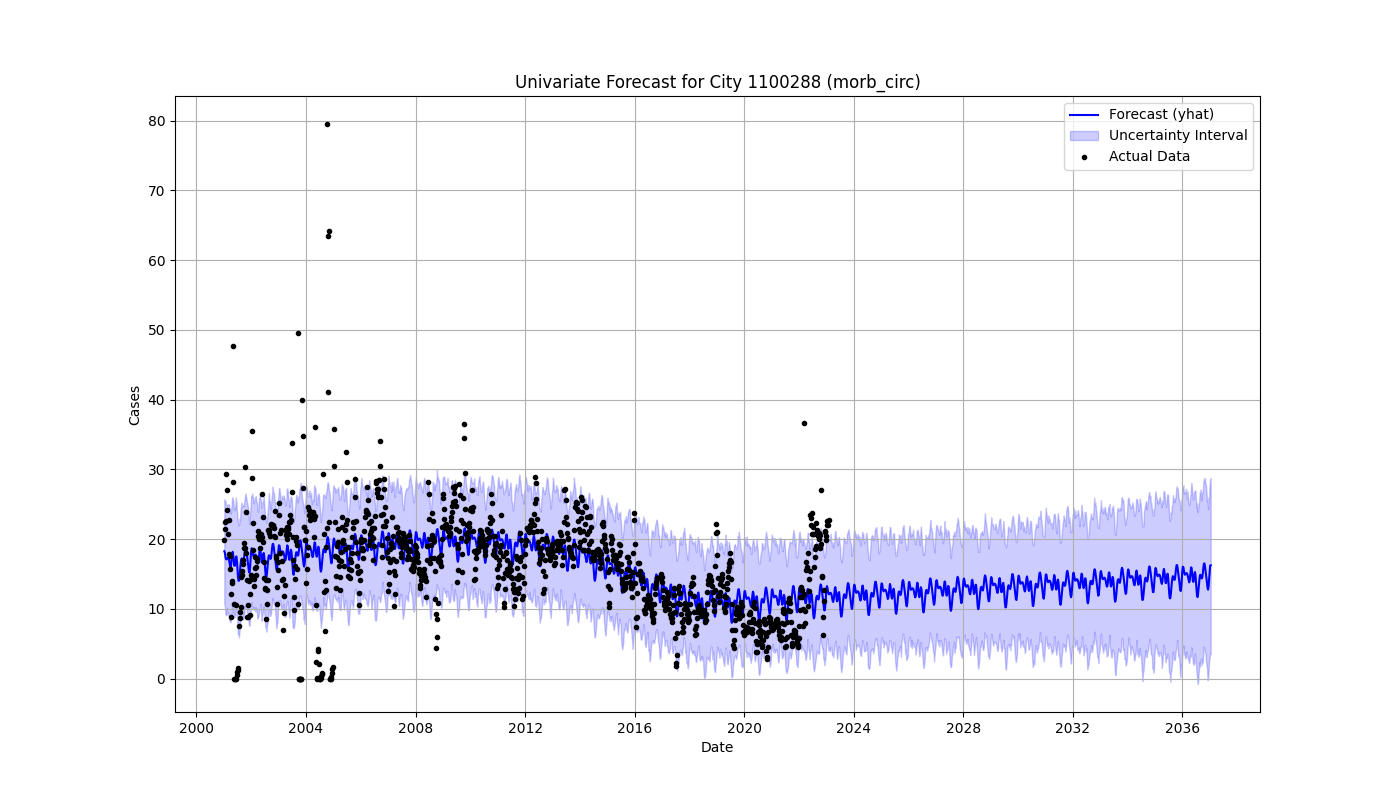 Univariate Forecast for City 1100288 (morb_circ)
Forecast (yhat)
Uncertainty Interval
Actual Data
Cases
80
70
60
50
40
30
20
10
0
2000 2004 2008 2012 2016 2020 2024 2028 2032 2036
Date